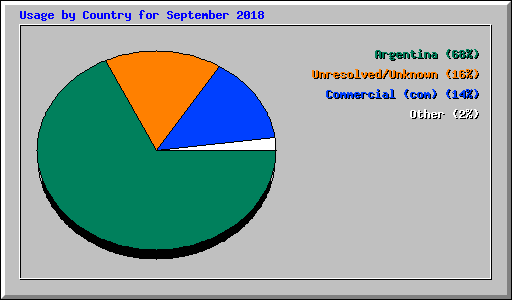 Usage by Country for September 2018
Argentina (68%)
Unresolved/Unknown (16%)
Commercial (com) (14%)
Other (2%)